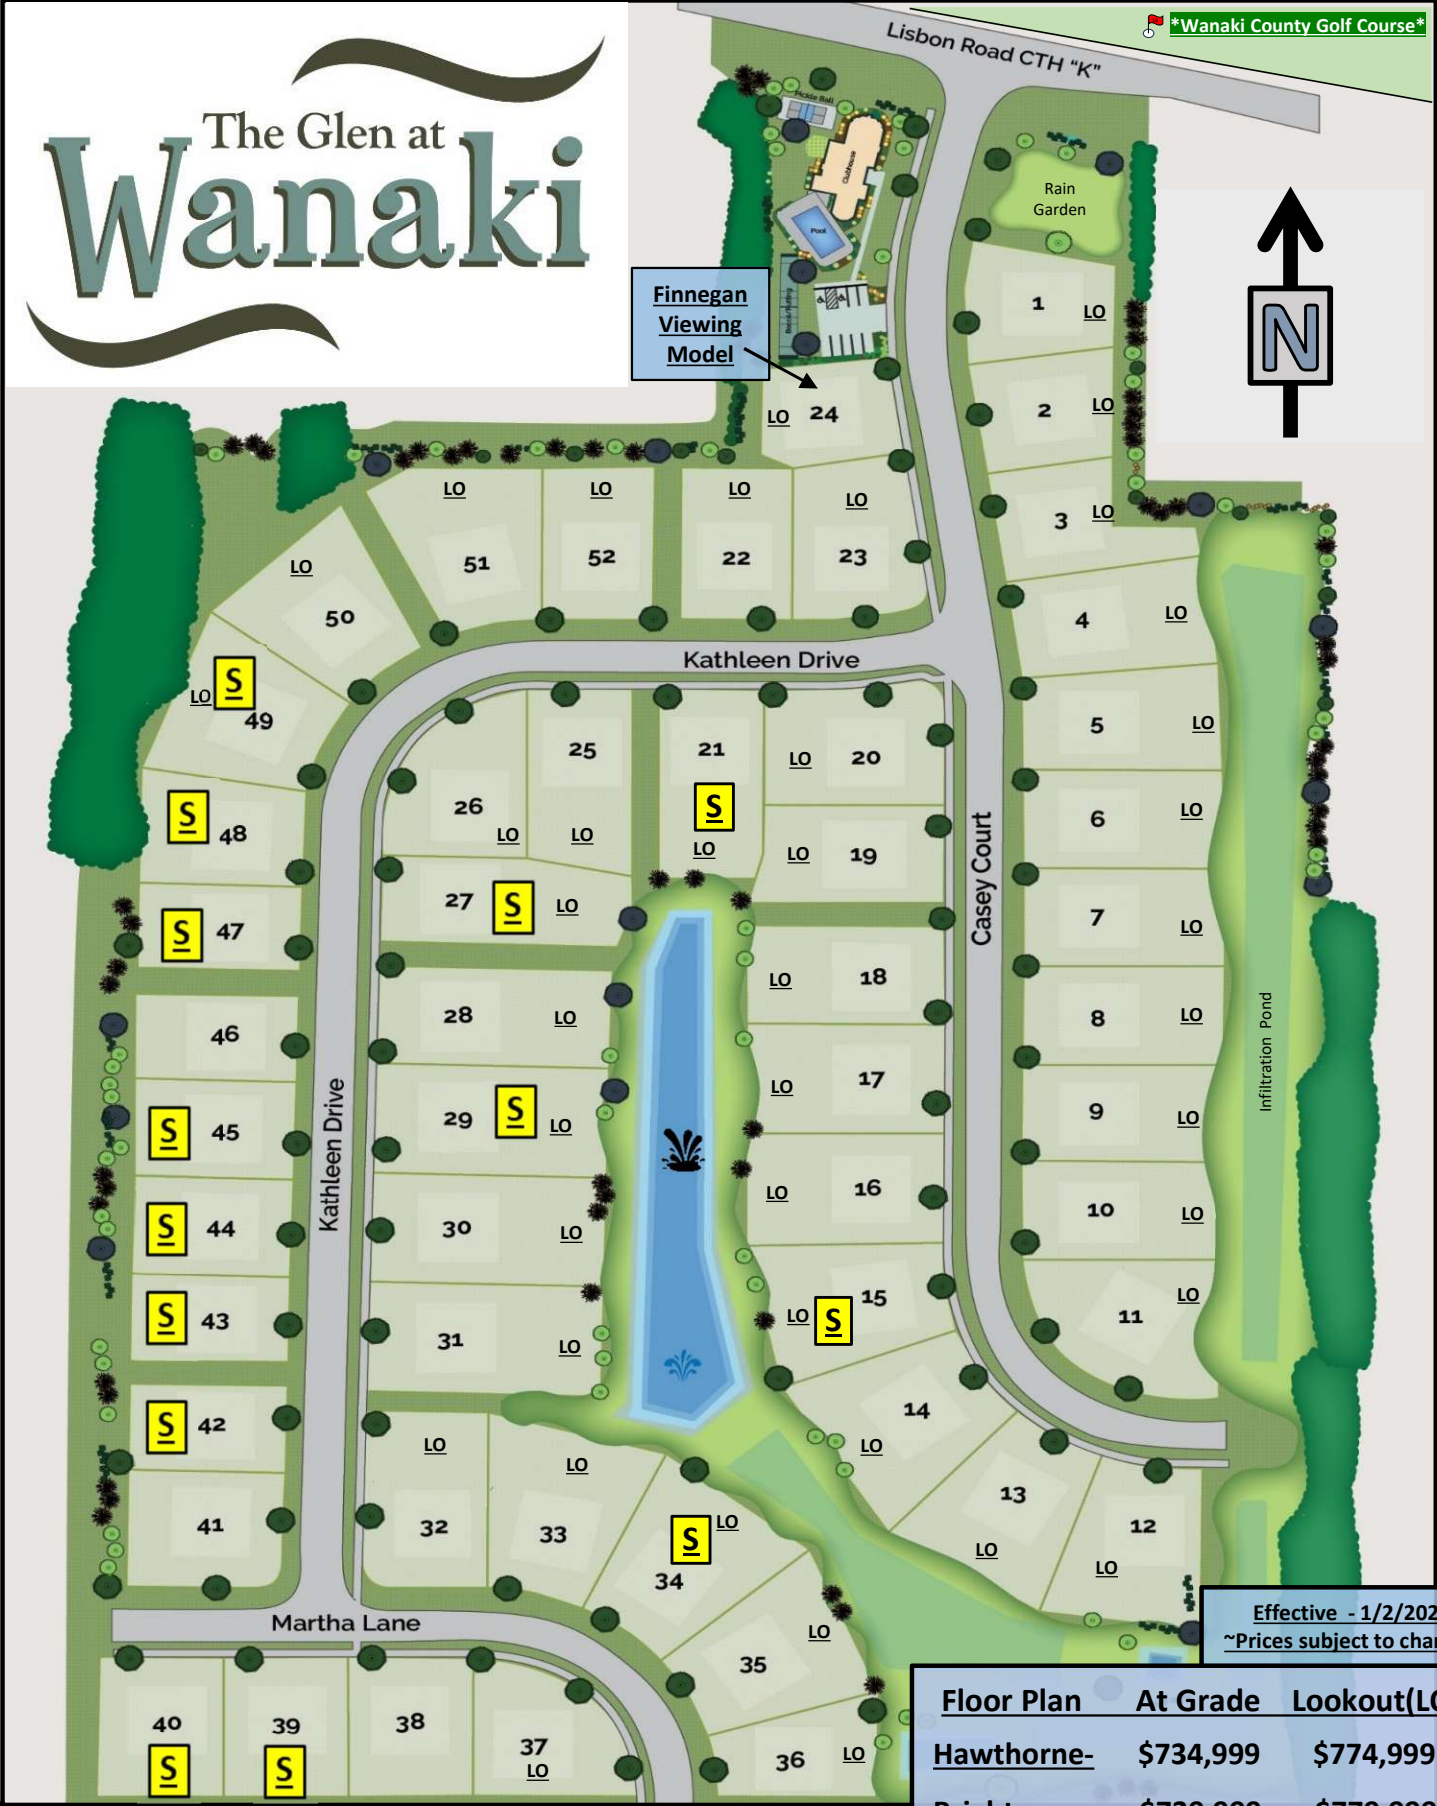 The Glen at
Wanaki
Lisbon Road CTH "K"
*Wanaki County Golf Course*
Pickle Ball
Clubhouse
Pool
Rain
Garden
N
Finnegan
Viewing
Model
1 LO
LO 24
2 LO
3 LO
LO
51
LO
52
LO
22
LO
23
LO
50
4 LO
Kathleen Drive
LO S
49
5 LO
25
LO
21
S
LO
LO 20
26
LO
S 48
6 LO
LO 19
27 S LO
S 47
7 LO
Casey Court
LO 18
28 LO
46
8 LO
Infiltration Pond
LO 17
29 S LO
S 45
Kathleen Drive
9 LO
LO 16
30 LO
S 44
10 LO
LO S 15
S 43
11 LO
31 LO
S 42
14
LO
LO
32
LO
33
41
13
LO
12
LO
S LO
34
Martha Lane
LO
35
40
S
39
S
38
37
LO
36 LO
Effective - 1/2/202
~Prices subject to char
Floor Plan At Grade Lookout(LO
Hawthorne- $734,999 $774,999